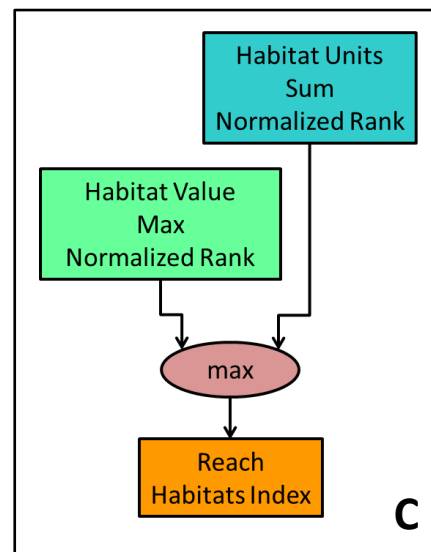 Habitat Units
Sum
Normalized Rank
Habitat Value
Max
Normalized Rank
max
Reach
Habitats Index
C